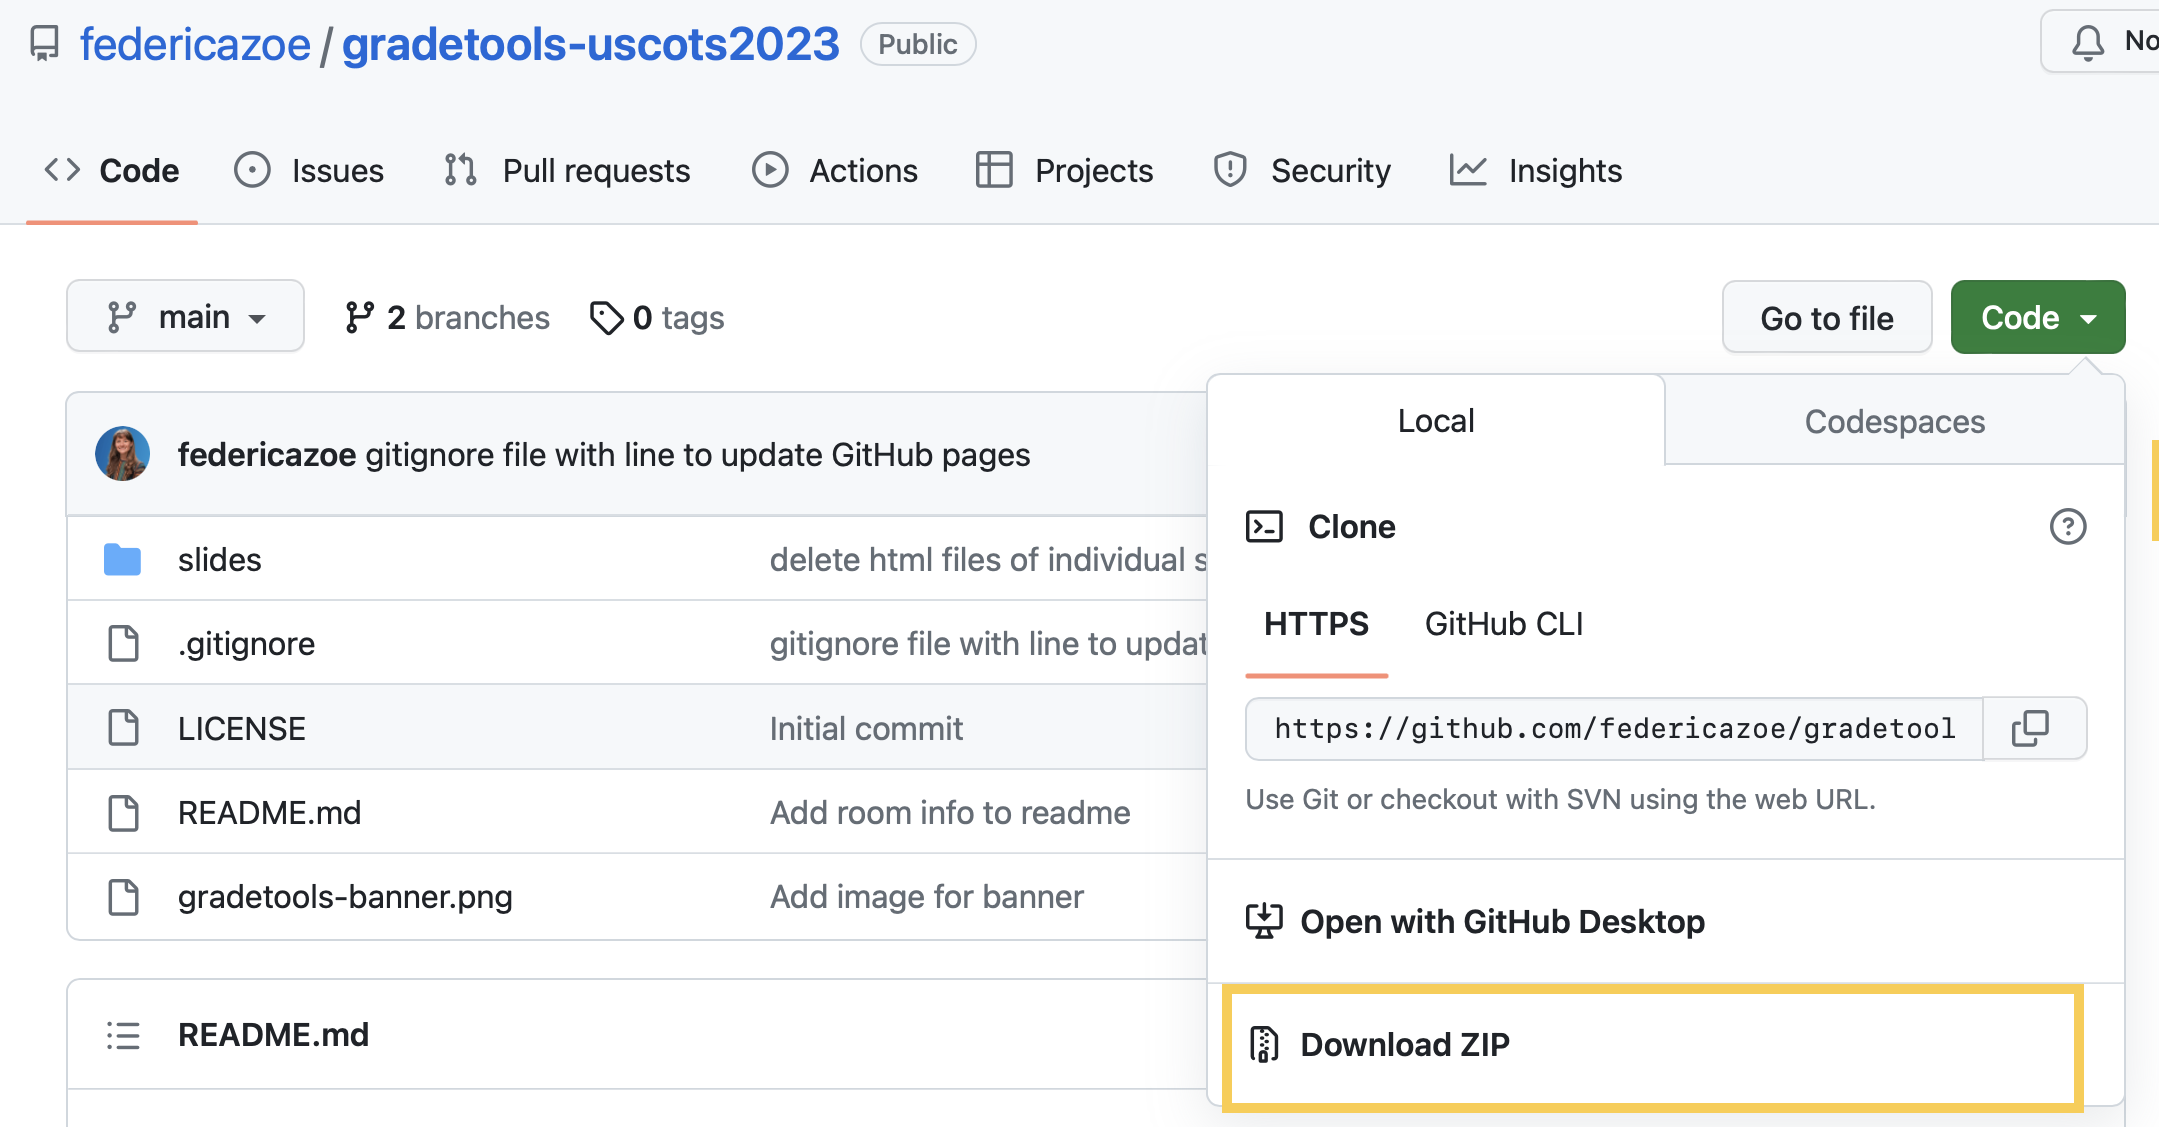 federicazoe / gradetools-uscots2023 Public
No
Code Issues Pull requests Actions Projects Security Insights
main 2 branches 0 tags Go to file Code
Local Codespaces
federicazoe gitignore file with line to update GitHub pages
Clone
slides delete html files of individual s
HTTPS GitHub CLI
.gitignore gitignore file with line to updat
https://github.com/federicazoe/gradetool
LICENSE Initial commit
Use Git or checkout with SVN using the web URL.
README.md Add room info to readme
gradetools-banner.png Add image for banner
Open with GitHub Desktop
README.md
Download ZIP